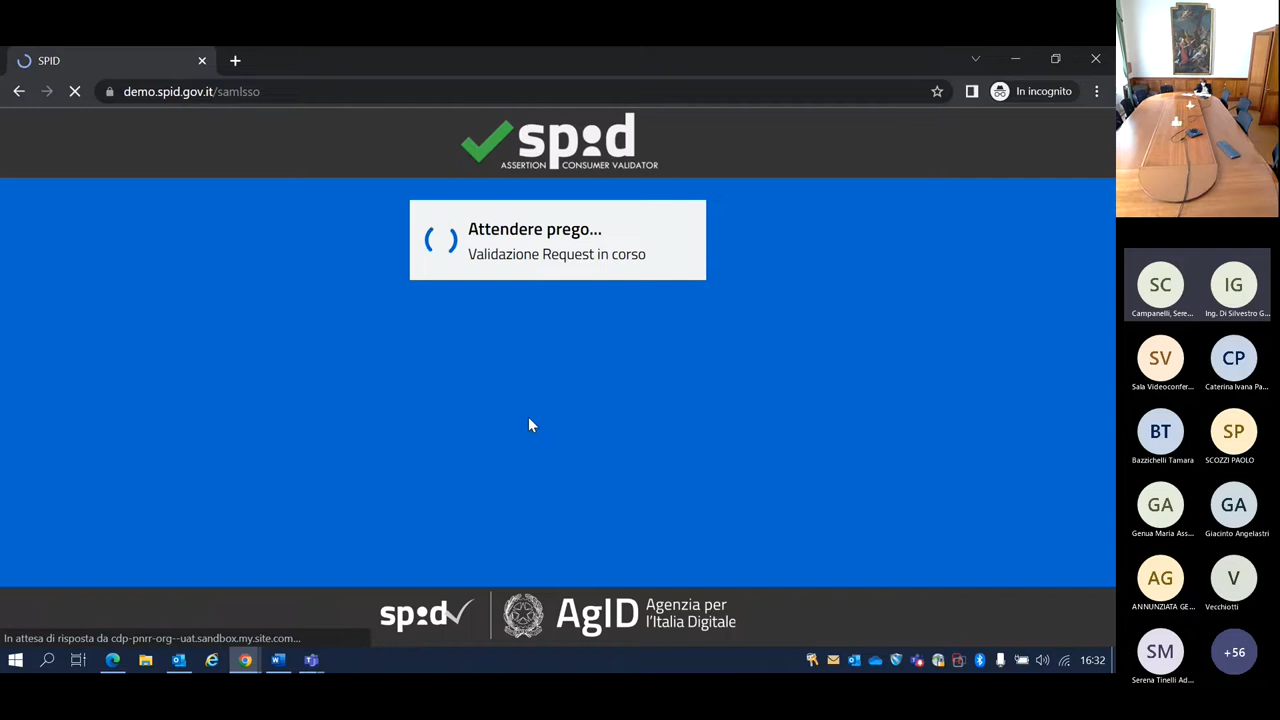 SPID
demo.spid.gov.it/samlsso
In incognito
spid
ASSERTION CONSUMER VALIDATOR
Attendere prego...
Validazione Request in corso
spid
AgID
Agenzia per
l'Italia Digitale
In attesa di risposta da cdp-pnrr-org--uat.sandbox.my.site.com...
16:32
SC
IG
Campanelli, Sere...
Ing. Di Silvestro G...
SV
CP
Sala Videoconfer...
Caterina Ivana Pa...
BT
SP
Bazzichelli Tamara
SCOZZI PAOLO
GA
GA
Genua Maria Ass...
Giacinto Angelastri
AG
V
ANNUNZIATA GE...
Vecchiotti
SM
+56
Serena Tinelli Ad...